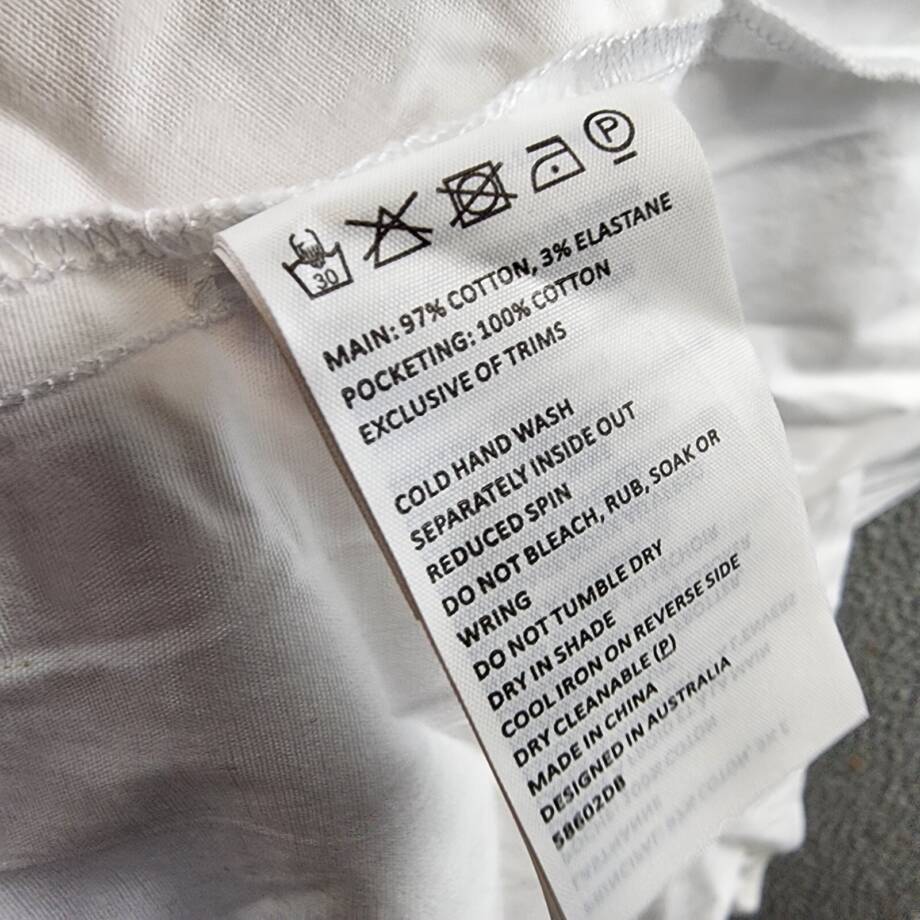 P
30
MAIN: 97% COTTON, 3% ELASTANE
POCKETING: 100% COTTON
EXCLUSIVE OF TRIMS
COLD HAND WASH
SEPARATELY INSIDE OUT
REDUCED SPIN
DO NOT BLEACH, RUB, SOAK OR
WRING
DO NOT TUMBLE DRY
DRY IN SHADE
COOL IRON ON REVERSE SIDE
DRY CLEANABLE (P)
MADE IN CHINA
DESIGNED IN AUSTRALIA
58602DB